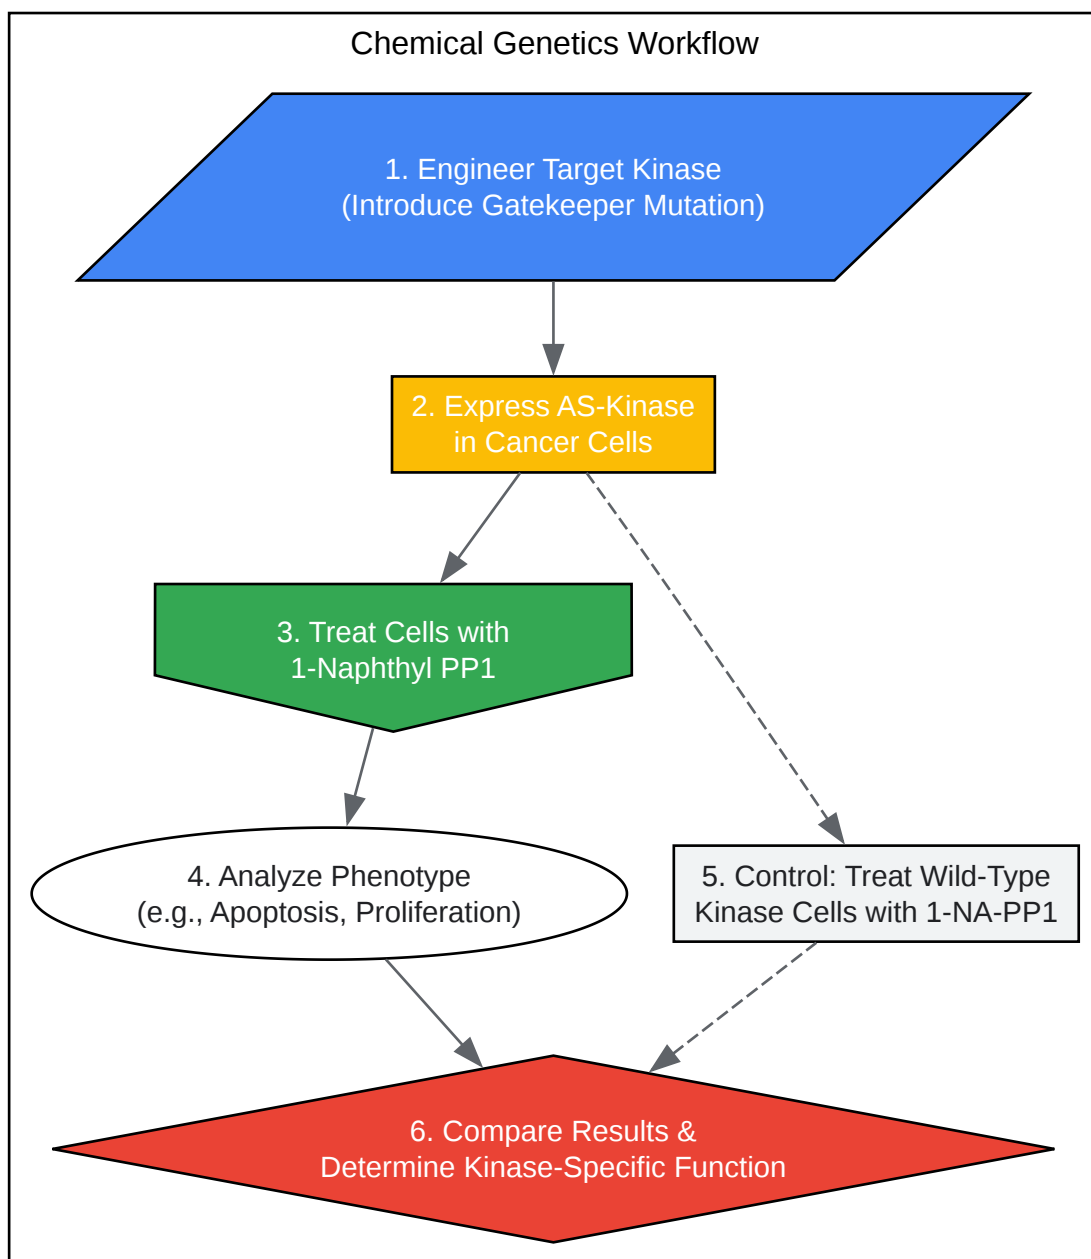 Chemical Genetics Workflow
1. Engineer Target Kinase
(Introduce Gatekeeper Mutation)
2. Express AS-Kinase
in Cancer Cells
3. Treat Cells with
1-Naphthyl PP1
4. Analyze Phenotype
(e.g., Apoptosis, Proliferation)
5. Control: Treat Wild-Type
Kinase Cells with 1-NA-PP1
6. Compare Results &
Determine Kinase-Specific Function